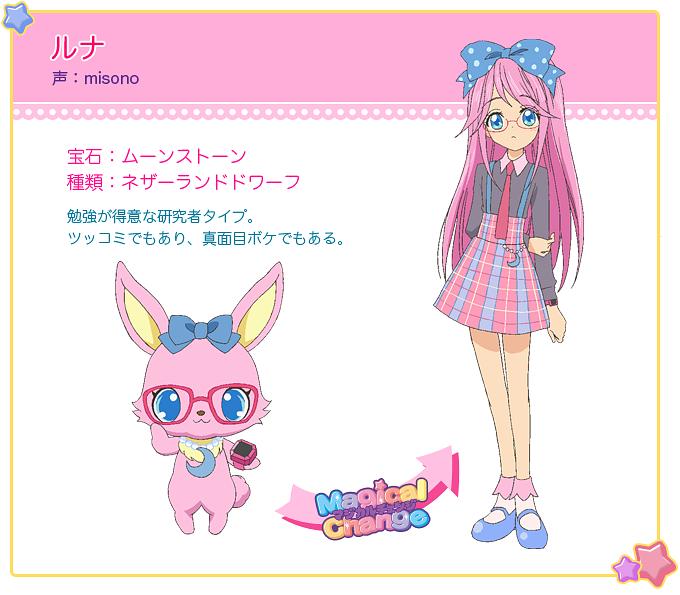 ルナ
声：misono
宝石：ムーンストーン
種類：ネザーランドドワーフ
勉強が得意な研究者タイプ。
ツッコミでもあり、真面目ボケでもある。
Magical
マジカルチェンジ
Change